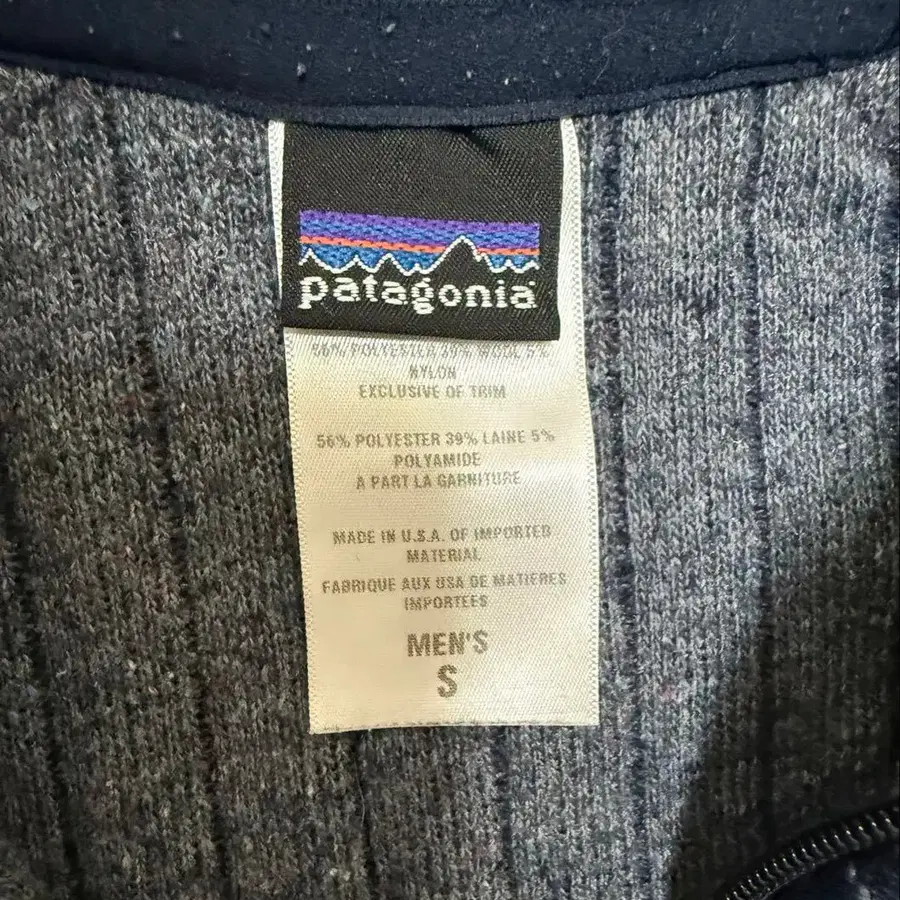 patagonia
56% POLYESTER 39% WOOL 5%
NYLON
EXCLUSIVE OF TRIM
56% POLYESTER 39% LAINE 5%
POLYAMIDE
A PART LA GARNITURE
MADE IN U.S.A. OF IMPORTED
MATERIAL
FABRIQUE AUX USA DE MATIERES
IMPORTEES
MEN'S
S